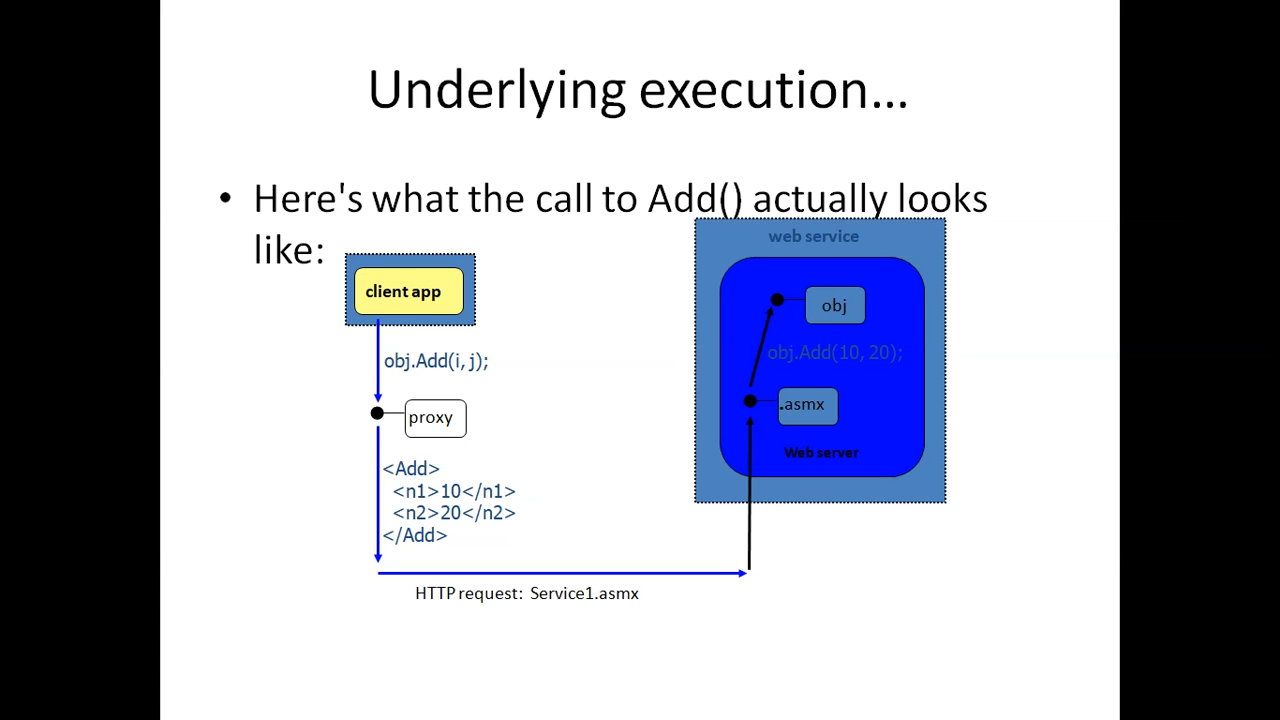 Underlying execution…
• Here's what the call to Add() actually looks
like:
web service
client app
obj
obj.Add(i, j);
obj.Add(10, 20);
proxy
.asmx
Web server
<Add>
<n1>10</n1>
<n2>20</n2>
</Add>
HTTP request: Service1.asmx